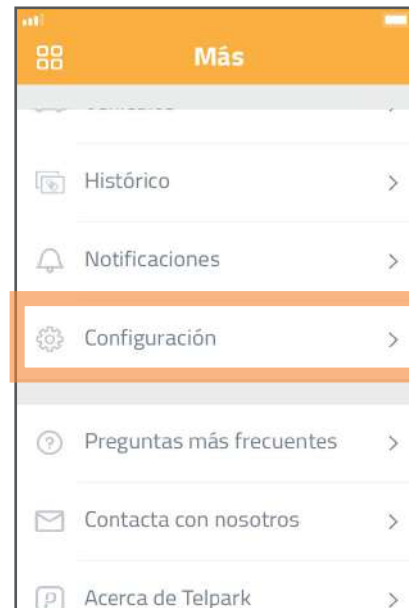 Más
Histórico
Notificaciones
Configuración
Preguntas más frecuentes
Contacta con nosotros
Acerca de Telpark